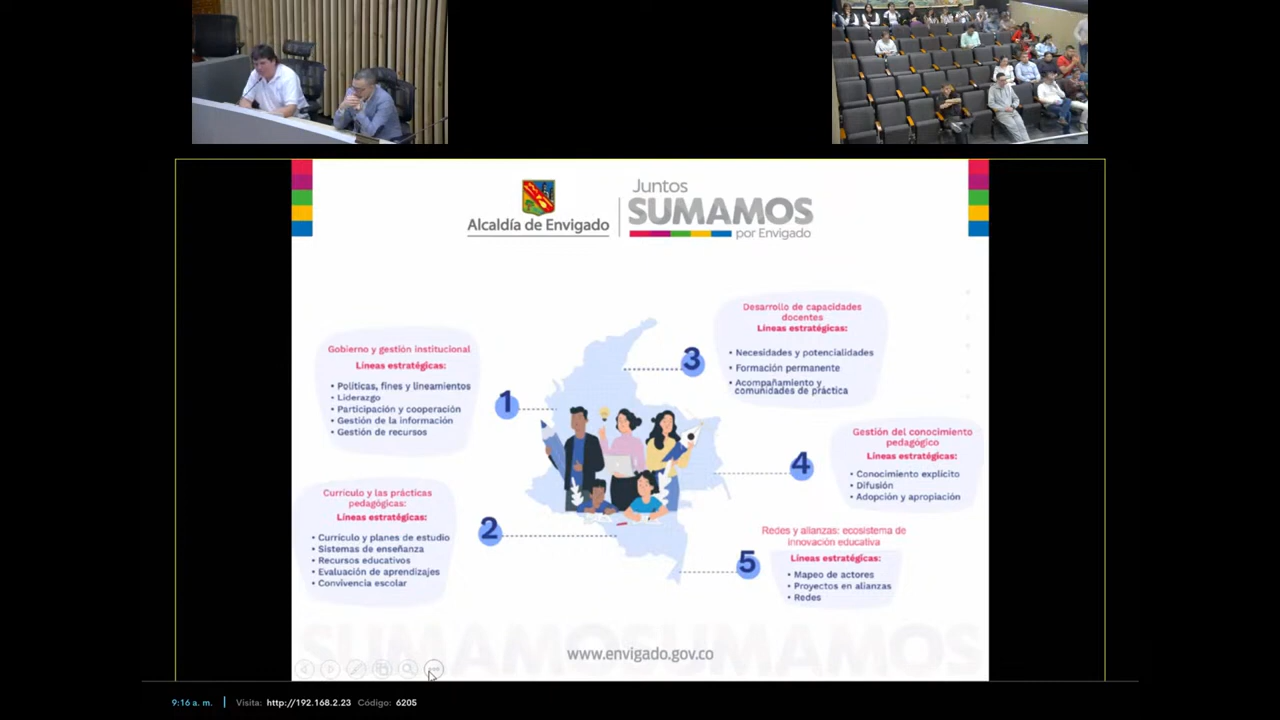 Alcaldía de Envigado
Juntos
SUMAMOS
por Envigado
Gobierno y gestión institucional
Líneas estratégicas:
• Políticas, fines y lineamientos
• Liderazgo
• Participación y cooperación
• Gestión de la información
• Gestión de recursos
1
Currículo y las prácticas
pedagógicas:
Líneas estratégicas:
• Currículo y planes de estudio
• Sistemas de enseñanza
• Recursos educativos
• Evaluación de aprendizajes
• Convivencia escolar
2
Desarrollo de capacidades
docentes
Líneas estratégicas:
• Necesidades y potencialidades
• Formación permanente
• Acompañamiento y
comunidades de práctica
3
Gestión del conocimiento
pedagógico
Líneas estratégicas:
• Conocimiento explícito
• Difusión
• Adopción y apropiación
4
Redes y alianzas: ecosistema de
innovación educativa
Líneas estratégicas:
• Mapeo de actores
• Proyectos en alianzas
• Redes
5
SUMAMOSSUMAMOS
www.envigado.gov.co
9:16 a. m. | Visita: http://192.168.2.23 Código: 6205